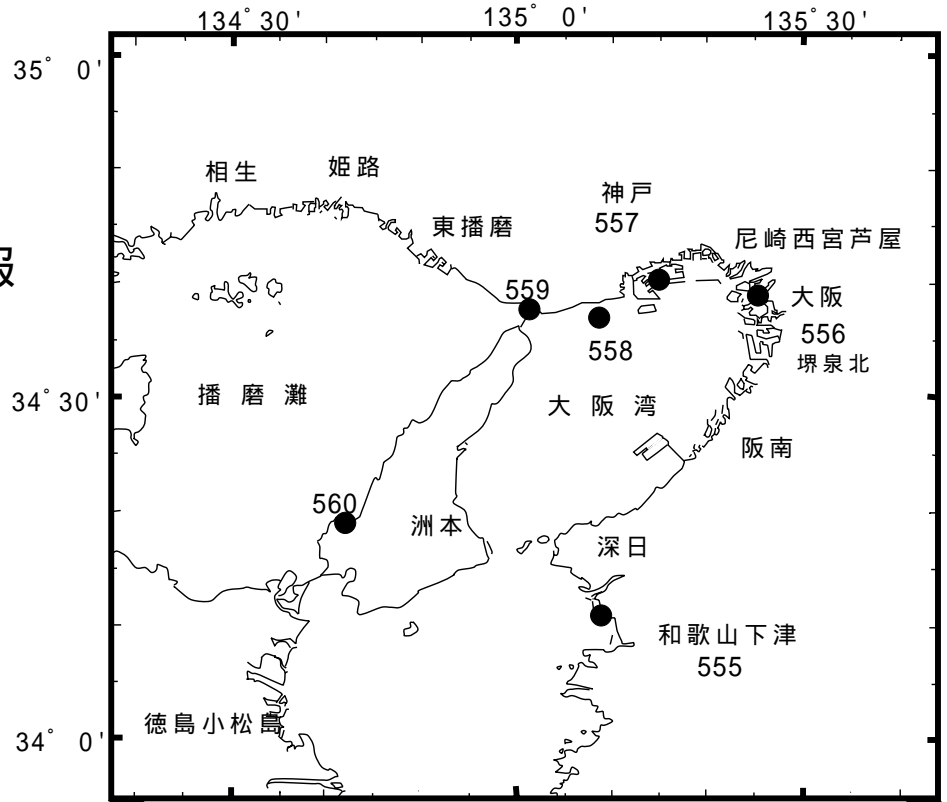 134° 30'
135° 0'
135° 30'
35° 0'
相生
姫路
神戸
557
東播磨
尼崎西宮芦屋
報
559
大阪
556
558
堺泉北
34° 30'
播磨灘
大阪湾
阪南
560
洲本
深日
和歌山下津
555
徳島小松島
34° 0'